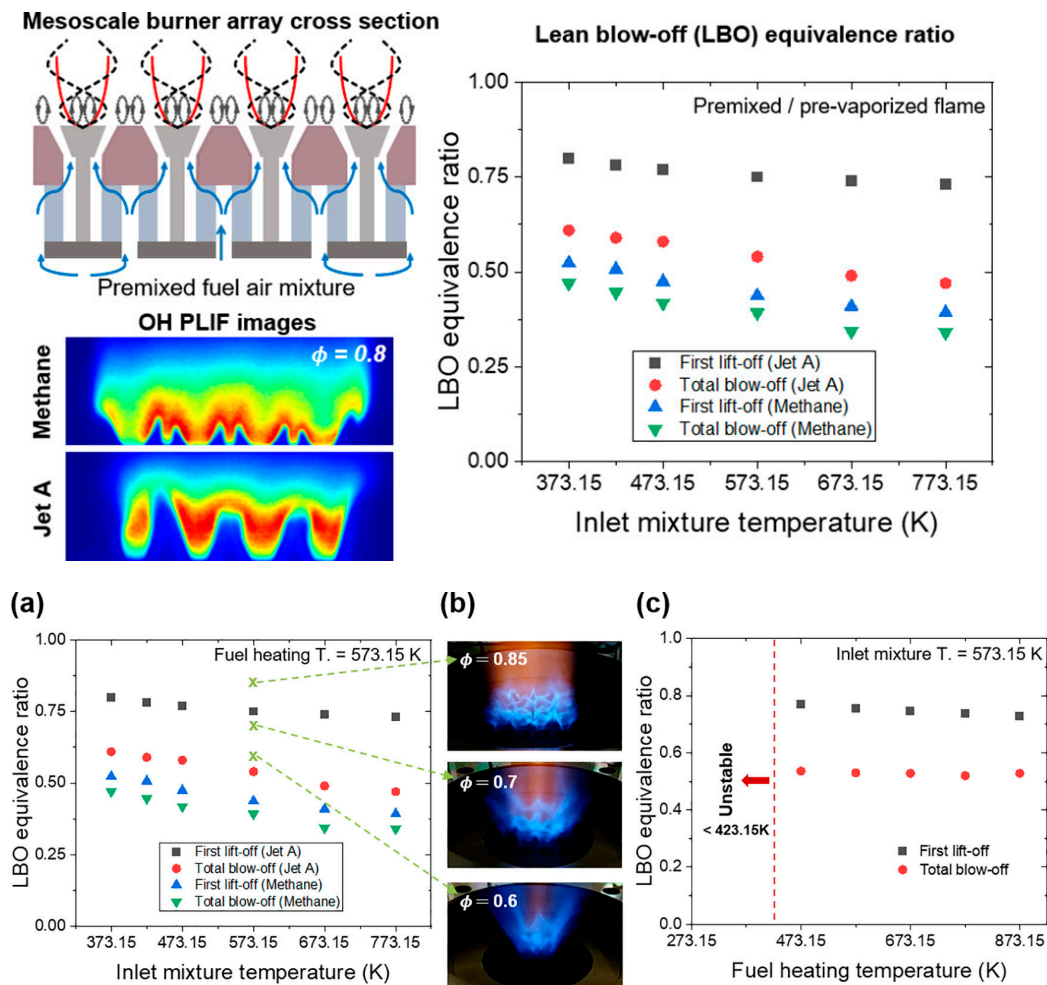 Mesoscale burner array cross section
Premixed fuel air mixture
OH PLIF images
Methane
ϕ = 0.8
Jet A
Lean blow-off (LBO) equivalence ratio
LBO equivalence ratio
1.00
0.75
0.50
0.25
0.00
Premixed / pre-vaporized flame
First lift-off (Jet A)
Total blow-off (Jet A)
First lift-off (Methane)
Total blow-off (Methane)
373.15 473.15 573.15 673.15 773.15
Inlet mixture temperature (K)
(a)
LBO equivalence ratio
1.00
0.75
0.50
0.25
0.00
Fuel heating T. = 573.15 K
First lift-off (Jet A)
Total blow-off (Jet A)
First lift-off (Methane)
Total blow-off (Methane)
373.15 473.15 573.15 673.15 773.15
Inlet mixture temperature (K)
(b)
ϕ = 0.85
ϕ = 0.7
ϕ = 0.6
(c)
LBO equivalence ratio
1.0
0.8
0.6
0.4
0.2
0.0
Inlet mixture T. = 573.15 K
Unstable
< 423.15K
First lift-off
Total blow-off
273.15 473.15 673.15 873.15
Fuel heating temperature (K)